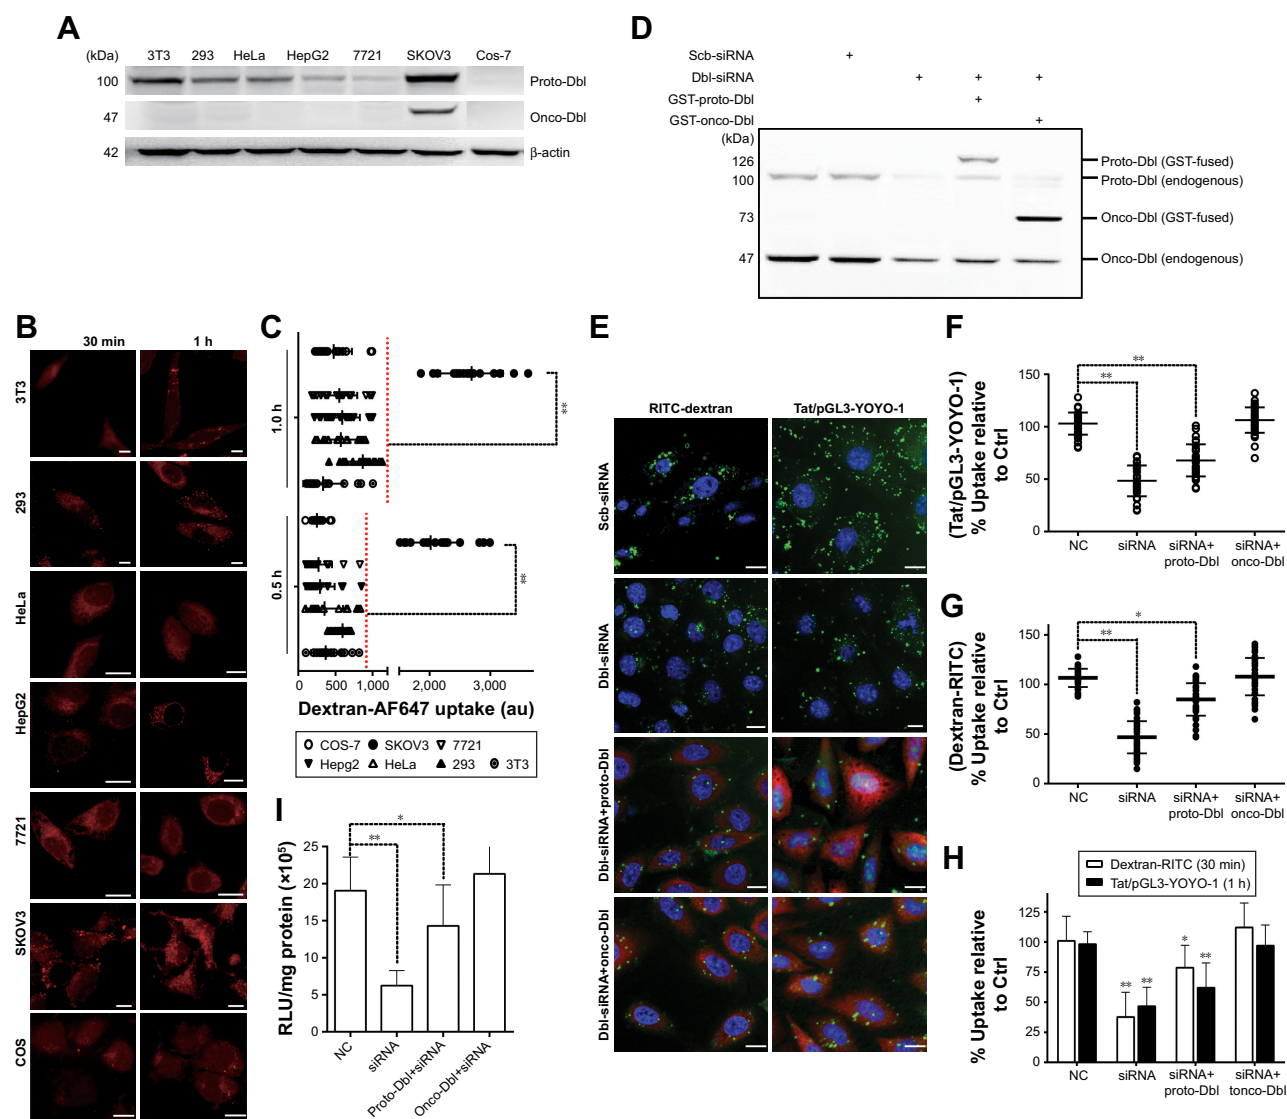 A
(kDa) 3T3 293 HeLa HepG2 7721 SKOV3 Cos-7
100 Proto-Dbl
47 Onco-Dbl
42 β-actin
D
Scb-siRNA +
Dbl-siRNA + + +
GST-proto-Dbl +
GST-onco-Dbl +
(kDa)
126 Proto-Dbl (GST-fused)
100 Proto-Dbl (endogenous)
73 Onco-Dbl (GST-fused)
47 Onco-Dbl (endogenous)
B
30 min 1 h
3T3
293
HeLa
HepG2
7721
SKOV3
COS
C
1.0 h
**
0.5 h
**
0 500 1,000 2,000 3,000
Dextran-AF647 uptake (au)
COS-7 SKOV3 7721
Hepg2 HeLa 293 3T3
E
RITC-dextran Tat/pGL3-YOYO-1
Scb-siRNA
Dbl-siRNA
Dbl-siRNA+proto-Dbl
Dbl-siRNA+onco-Dbl
F
(Tat/pGL3-YOYO-1)
% Uptake relative
to Ctrl
150
100
50
0
**
**
NC siRNA siRNA+ siRNA+
proto-Dbl onco-Dbl
G
(Dextran-RITC)
% Uptake relative
to Ctrl
150
100
50
0
*
**
NC siRNA siRNA+ siRNA+
proto-Dbl onco-Dbl
H
Dextran-RITC (30 min)
Tat/pGL3-YOYO-1 (1 h)
% Uptake relative
to Ctrl
125
100
75
50
25
0
** ** * **
NC siRNA siRNA+ siRNA+
proto-Dbl tonco-Dbl
I
RLU/mg protein (×10⁵)
25
20
15
10
5
0
*
**
NC
siRNA
Proto-Dbl+siRNA
Onco-Dbl+siRNA